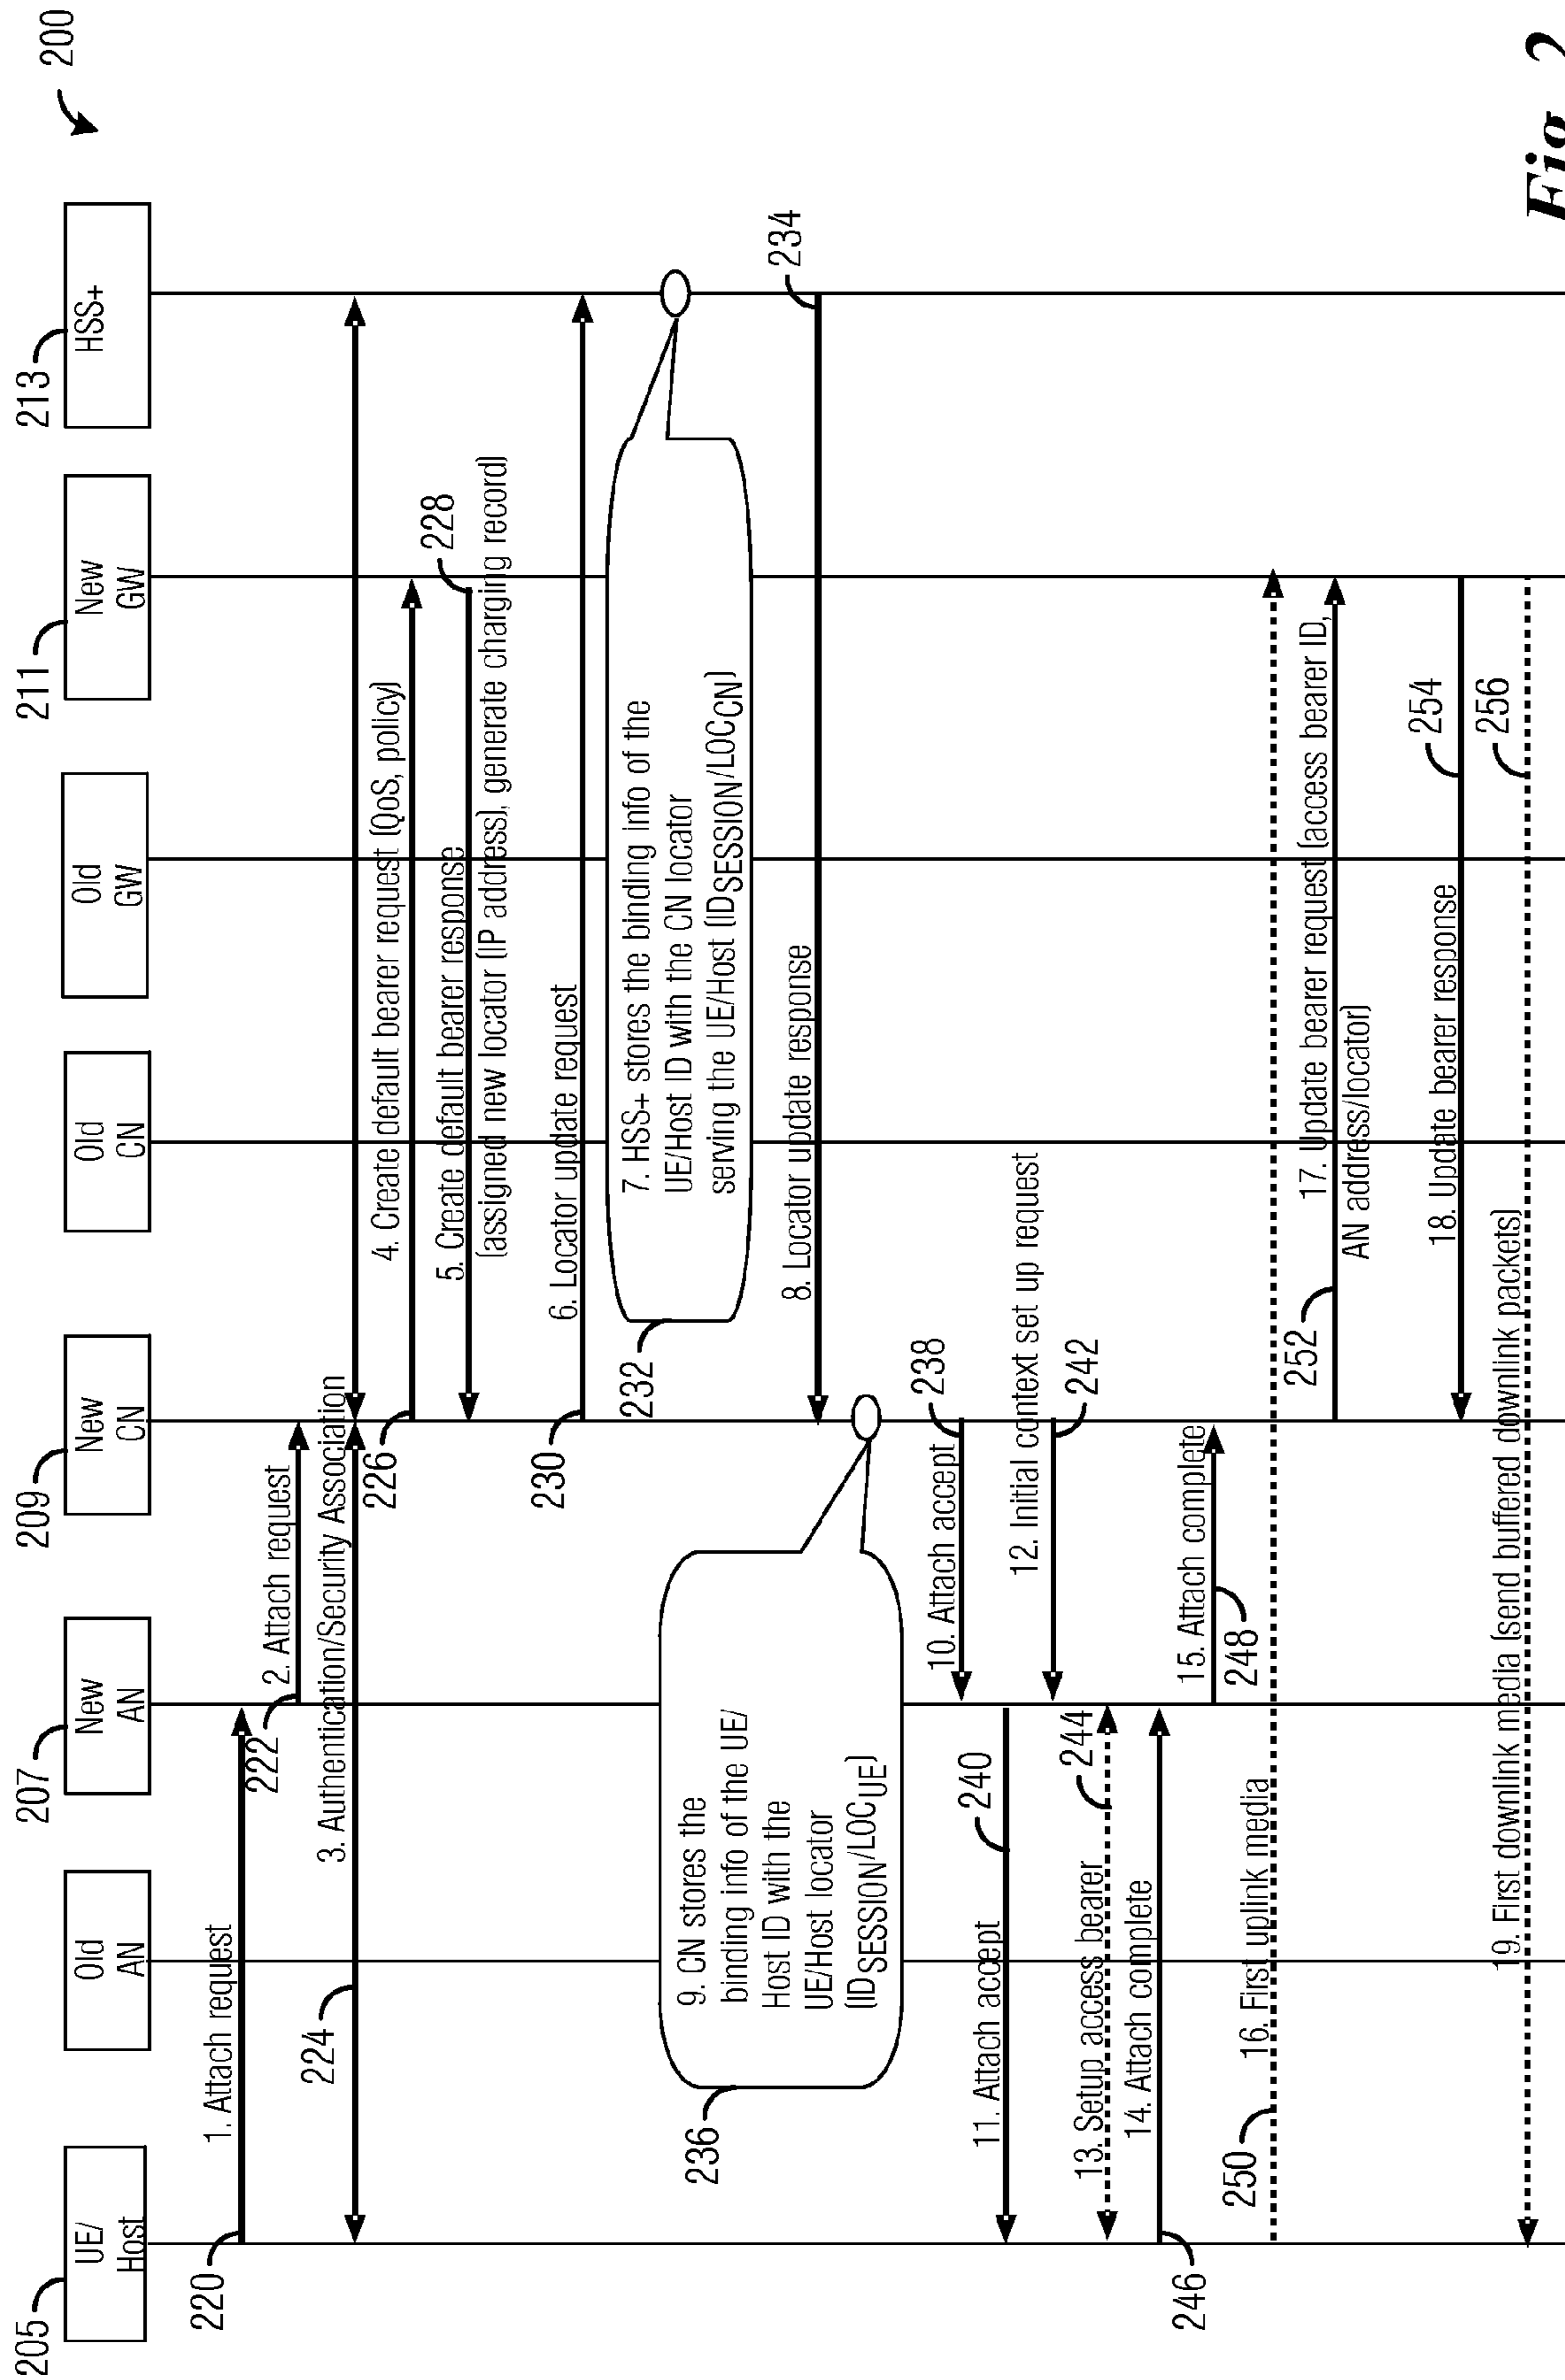 200
205
UE/
Host
Old
AN
207
New
AN
209
New
CN
Old
CN
Old
GW
211
New
GW
213
HSS+
220
1. Attach request
222
2. Attach request
3. Authentication/Security Association
224
226
4. Create default bearer request (QoS, policy)
228
5. Create default bearer response
(assigned new locator (IP address), generate charging record)
230
6. Locator update request
232
7. HSS+ stores the binding info of the
UE/Host ID with the CN locator
serving the UE/Host (IDSESSION/LOCCN)
234
8. Locator update response
236
9. CN stores the
binding info of the UE/
Host ID with the
UE/Host locator
(IDSESSION/LOCUE)
238
10. Attach accept
240
11. Attach accept
12. Initial context set up request
242
244
13. Setup access bearer
14. Attach complete
246
15. Attach complete
248
250
16. First uplink media
252
17. Update bearer request (access bearer ID,
AN address/locator)
254
18. Update bearer response
256
19. First downlink media (send buffered downlink packets)
Fig. 2